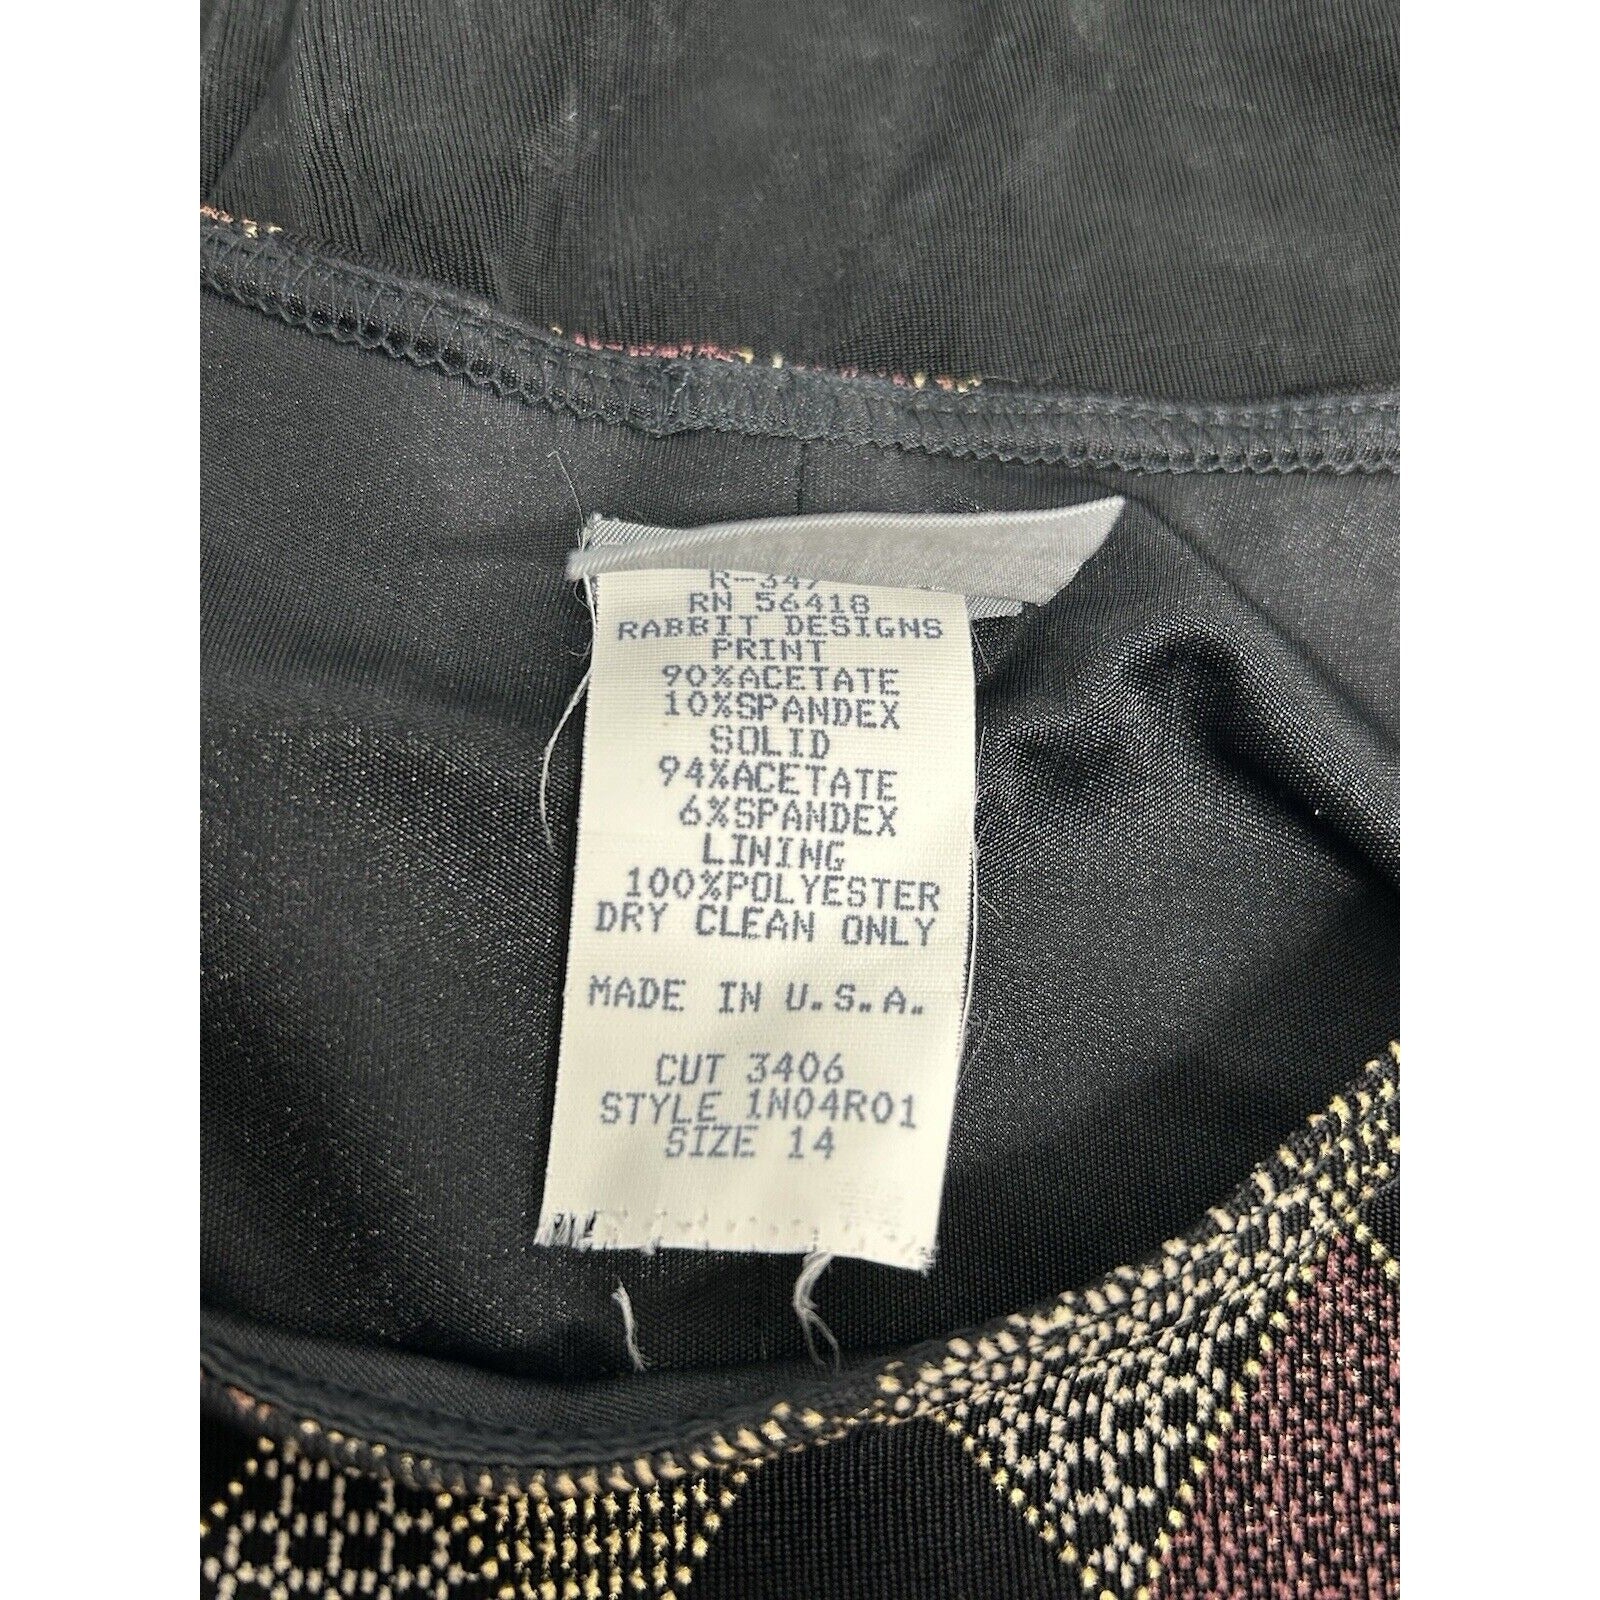 R-347
RN 56418
RABBIT DESIGNS
PRINT
90%ACETATE
10%SPANDEX
SOLID
94%ACETATE
6%SPANDEX
LINING
100%POLYESTER
DRY CLEAN ONLY
MADE IN U.S.A.
CUT 3406
STYLE 1N04R01
SIZE 14